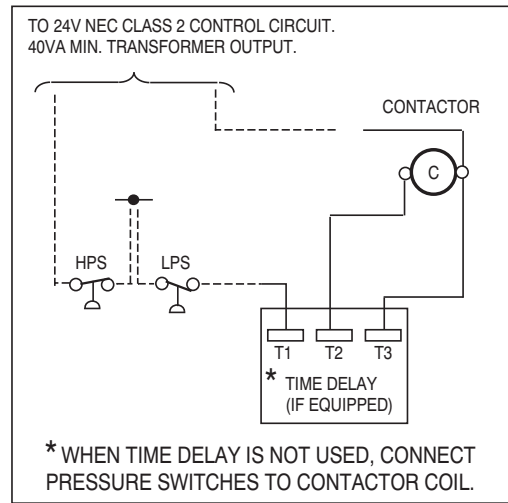 TO 24V NEC CLASS 2 CONTROL CIRCUIT.
40VA MIN. TRANSFORMER OUTPUT.
CONTACTOR
C
HPS LPS
T1 T2 T3
* TIME DELAY
(IF EQUIPPED)
* WHEN TIME DELAY IS NOT USED, CONNECT
PRESSURE SWITCHES TO CONTACTOR COIL.